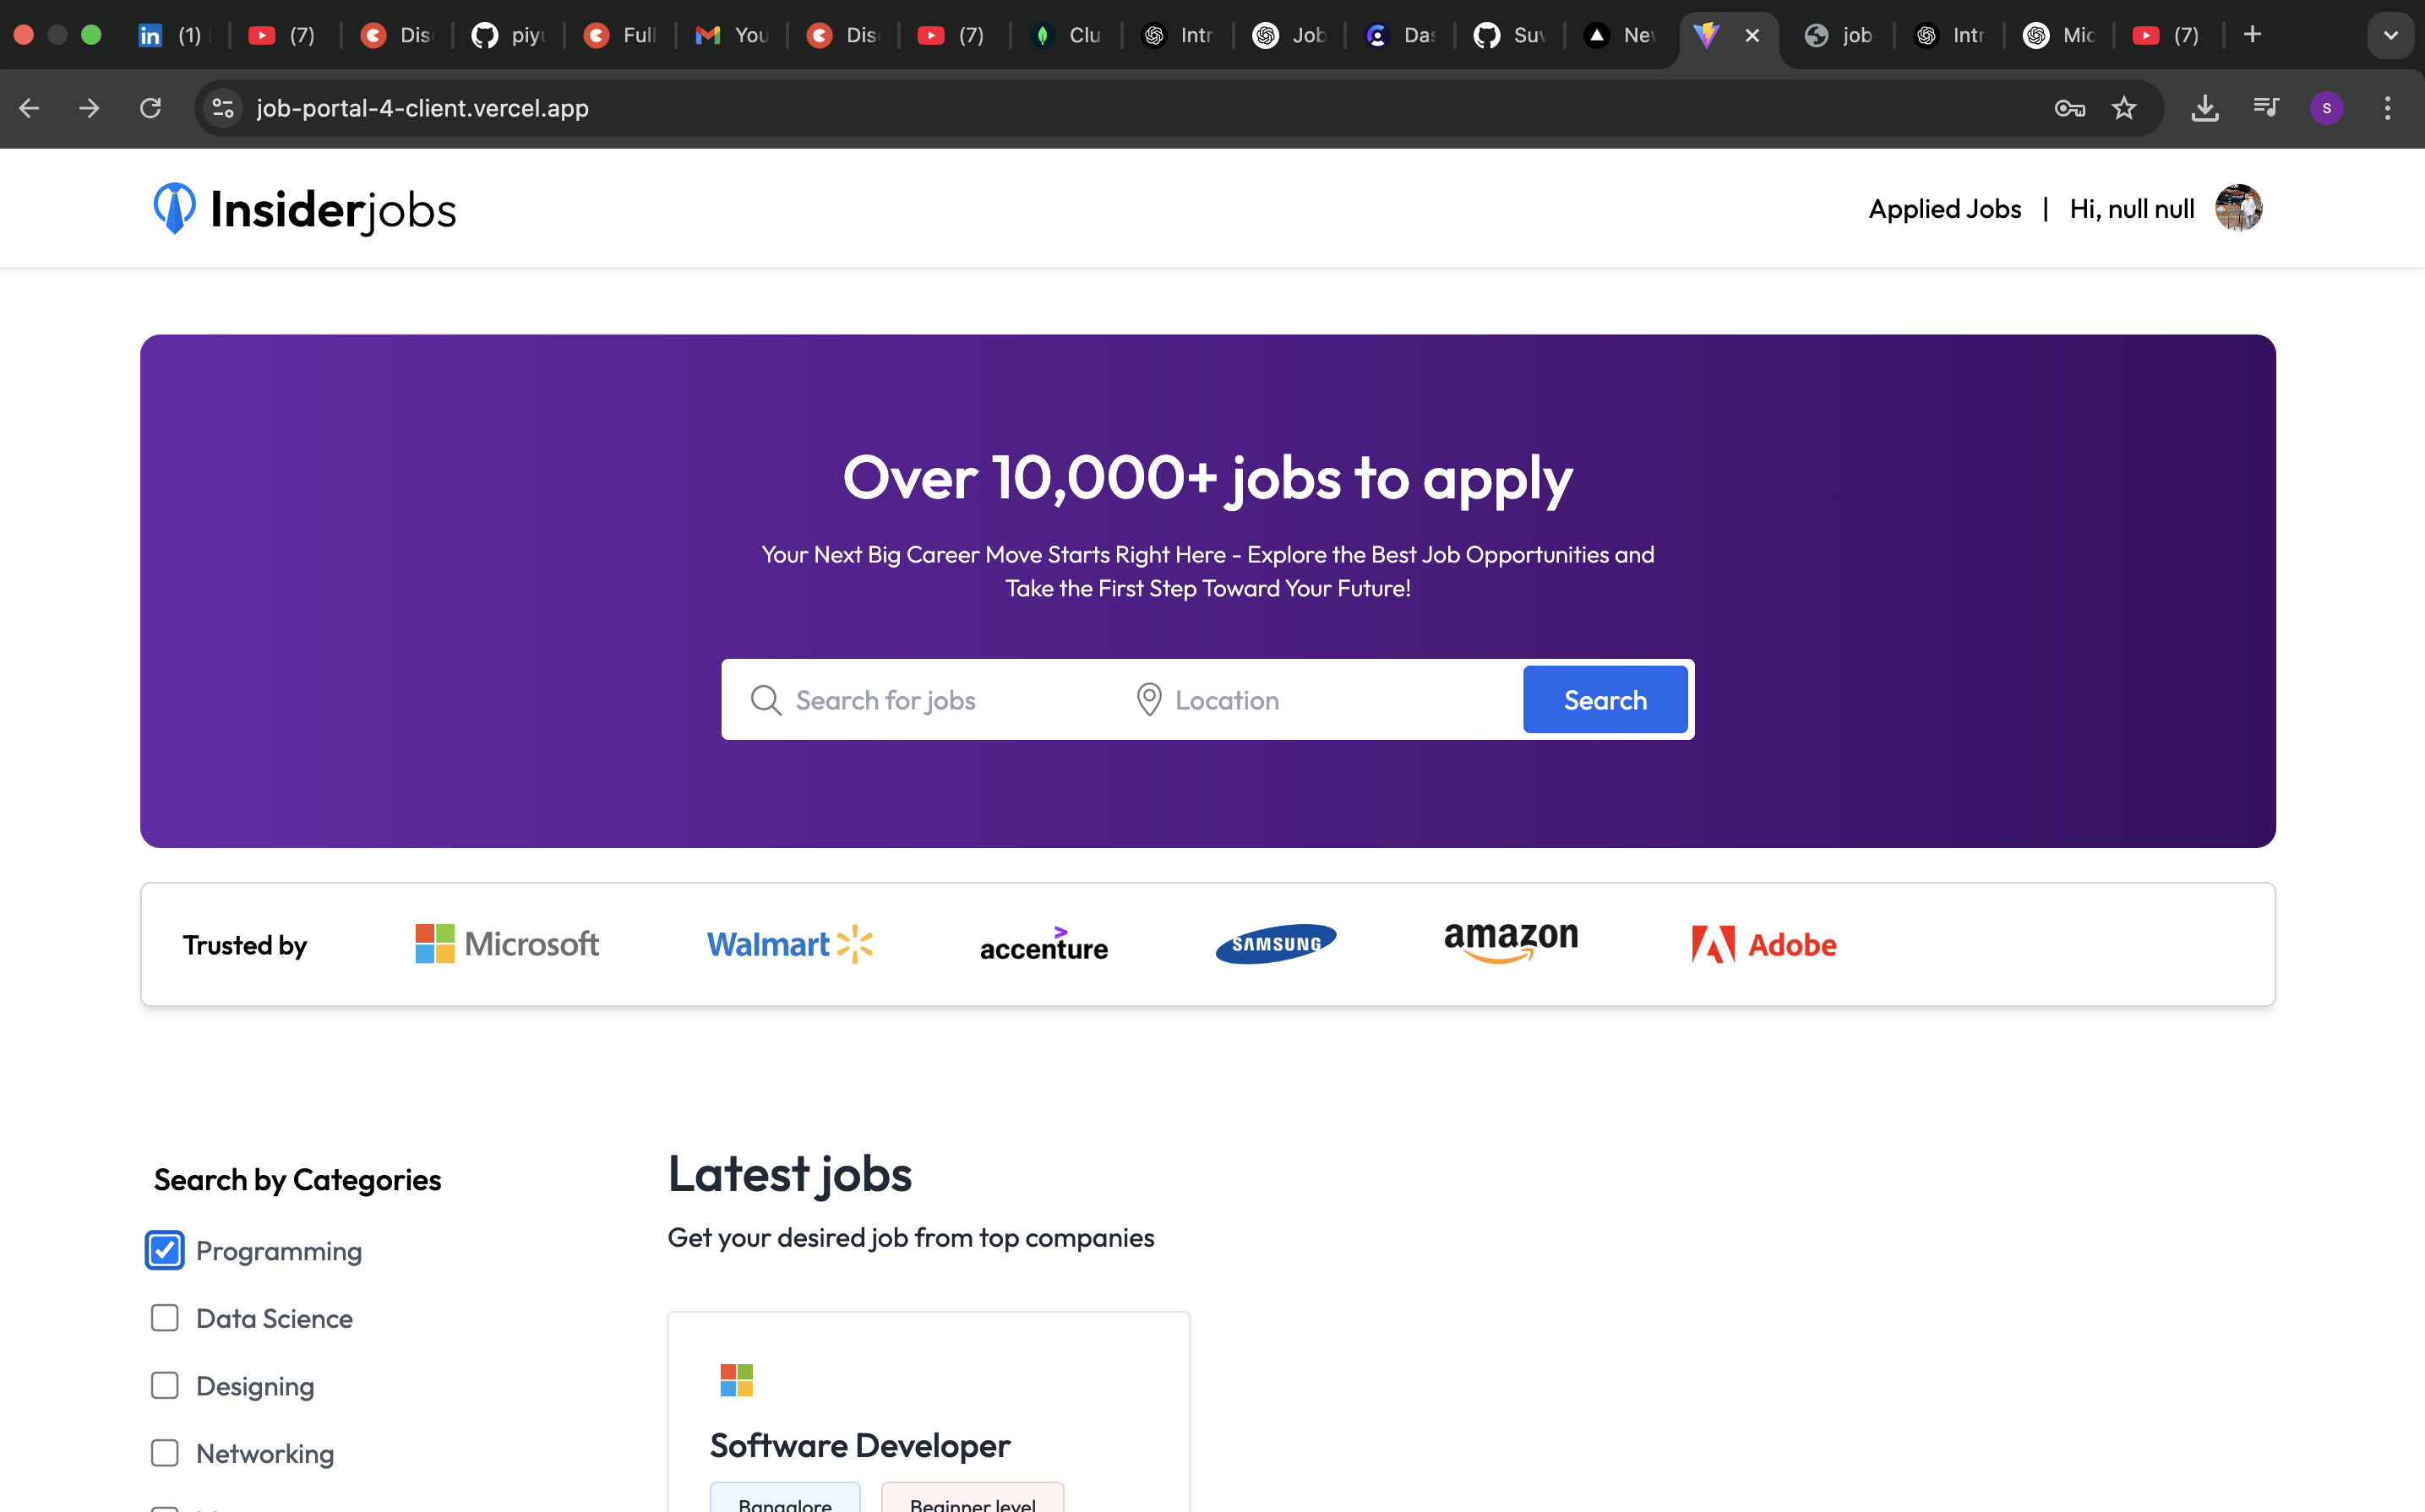 (1)
(7)
Dis
piyu
Full
You
Dis
(7)
Clu
Intr
Job
Das
Suv
Nev
job
Intr
Mic
(7)
job-portal-4-client.vercel.app
S
Insiderjobs
Applied Jobs | Hi, null null
Over 10,000+ jobs to apply
Your Next Big Career Move Starts Right Here - Explore the Best Job Opportunities and
Take the First Step Toward Your Future!
Search for jobs
Location
Search
Trusted by
Microsoft
Walmart
accenture
SAMSUNG
amazon
Adobe
Search by Categories
Programming
Data Science
Designing
Networking
Latest jobs
Get your desired job from top companies
Software Developer
Bangalore
Beginner level